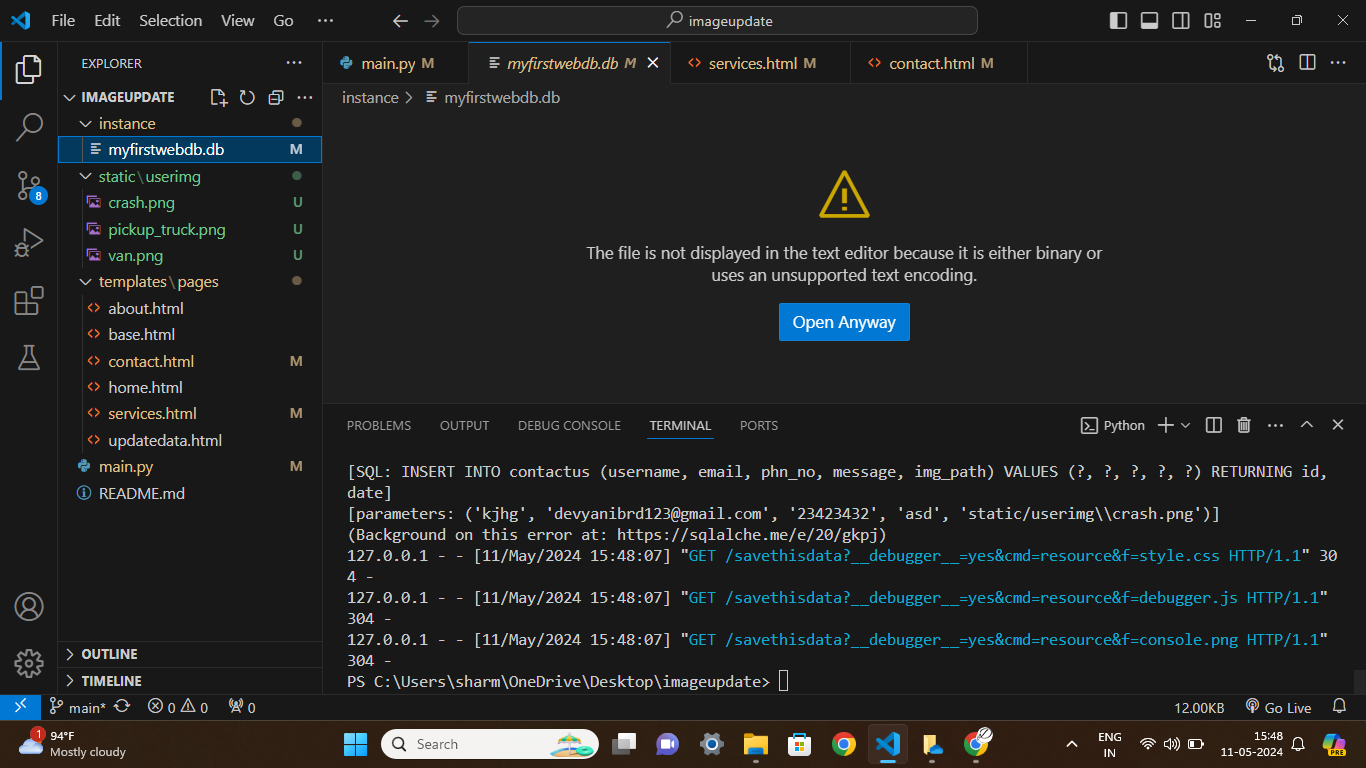 File Edit Selection View Go ···
imageupdate
EXPLORER
IMAGEUPDATE
instance
myfirstwebdb.db M
static\userimg
crash.png U
pickup_truck.png U
van.png U
templates\pages
about.html
base.html
contact.html M
home.html
services.html M
updatedata.html
main.py M
README.md
OUTLINE
TIMELINE
8
main.py M myfirstwebdb.db M services.html M contact.html M
instance > myfirstwebdb.db
The file is not displayed in the text editor because it is either binary or
uses an unsupported text encoding.
Open Anyway
PROBLEMS OUTPUT DEBUG CONSOLE TERMINAL PORTS
Python
[SQL: INSERT INTO contactus (username, email, phn_no, message, img_path) VALUES (?, ?, ?, ?, ?) RETURNING id,
date]
[parameters: ('kjhg', 'devyanibrd123@gmail.com', '23423432', 'asd', 'static/userimg\\crash.png')]
(Background on this error at: https://sqlalche.me/e/20/gkpj)
127.0.0.1 - - [11/May/2024 15:48:07] "GET /savethisdata?__debugger__=yes&cmd=resource&f=style.css HTTP/1.1" 30
4 -
127.0.0.1 - - [11/May/2024 15:48:07] "GET /savethisdata?__debugger__=yes&cmd=resource&f=debugger.js HTTP/1.1"
304 -
127.0.0.1 - - [11/May/2024 15:48:07] "GET /savethisdata?__debugger__=yes&cmd=resource&f=console.png HTTP/1.1"
304 -
PS C:\Users\sharm\OneDrive\Desktop\imageupdate>
main* 0 0 0
12.00KB Go Live
1
94°F
Mostly cloudy
Search
ENG
IN
15:48
11-05-2024
PRE